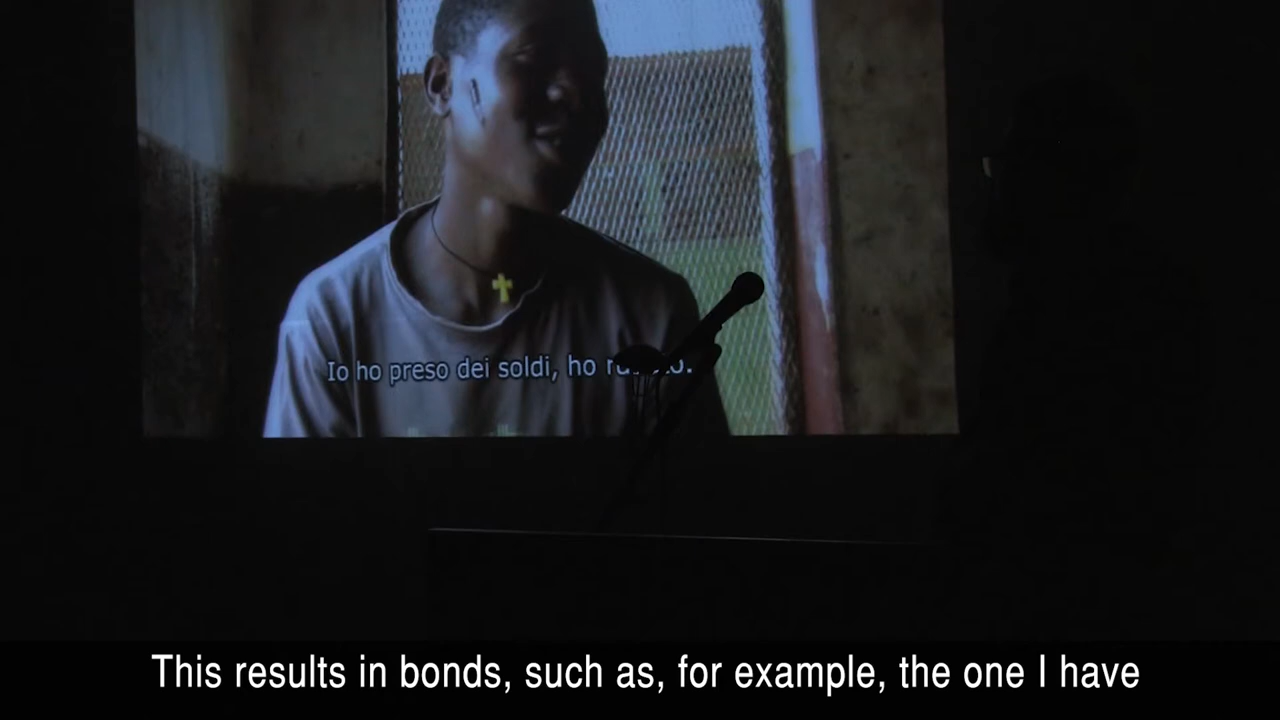 Io ho preso dei soldi, ho
This results in bonds, such as, for example, the one I have